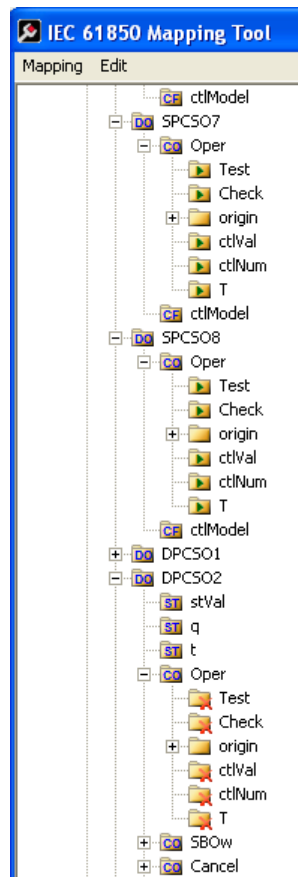 IEC 61850 Mapping Tool
Mapping Edit
CF ctlModel
DO SPCSO7
CO Oper
Test
Check
origin
ctlVal
ctlNum
T
CF ctlModel
DO SPCSO8
CO Oper
Test
Check
origin
ctlVal
ctlNum
T
CF ctlModel
DO DPCSO1
DO DPCSO2
ST stVal
ST q
ST t
CO Oper
Test
Check
origin
ctlVal
ctlNum
T
CO SBOw
CO Cancel